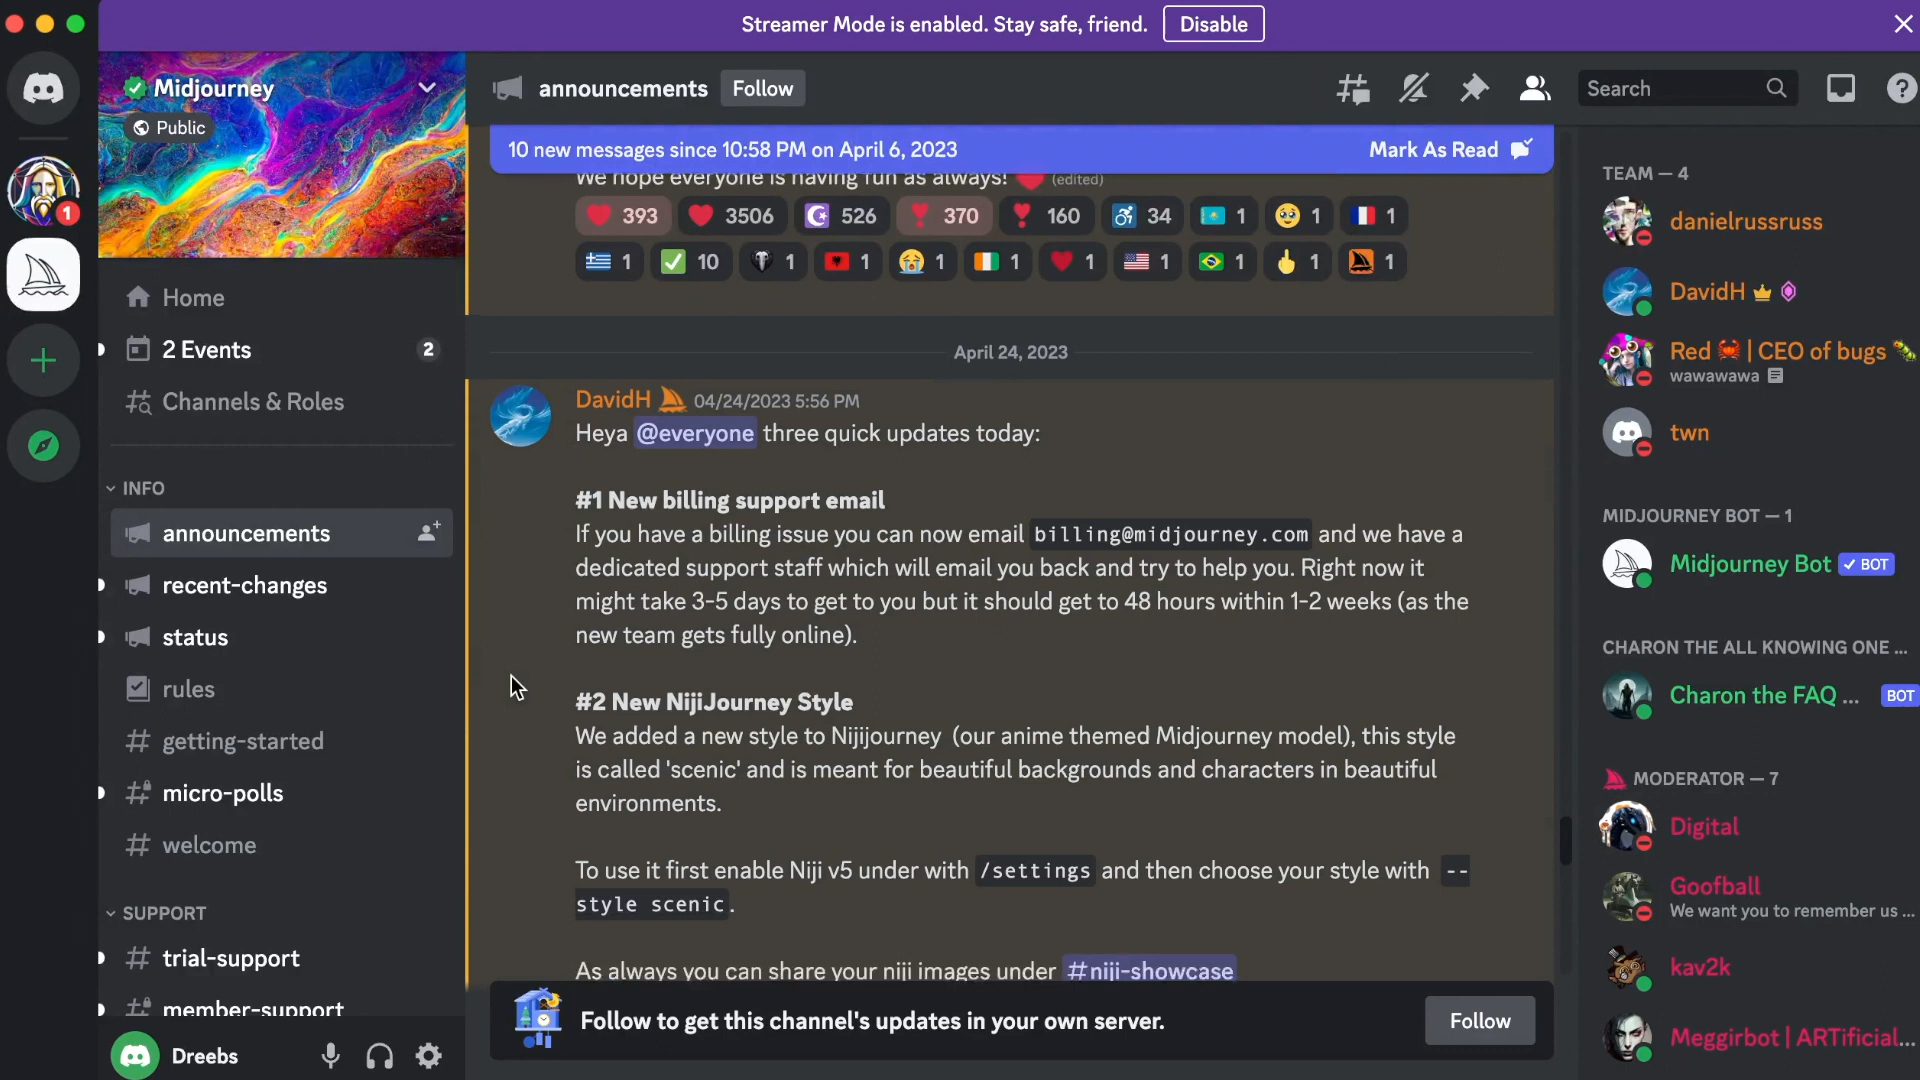 Streamer Mode is enabled. Stay safe, friend.
Disable
Midjourney
Public
Home
2 Events
2
Channels & Roles
INFO
announcements
recent-changes
status
rules
getting-started
micro-polls
welcome
SUPPORT
trial-support
member-support
Dreebs
1
announcements
Follow
Search
10 new messages since 10:58 PM on April 6, 2023
Mark As Read
We hope everyone is having fun as always! ❤️ (edited)
393 3506 526 370 160 34 1 1 1
1 10 1 1 1 1 1 1 1 1 1
April 24, 2023
DavidH 04/24/2023 5:56 PM
Heya @everyone three quick updates today:
#1 New billing support email
If you have a billing issue you can now email billing@midjourney.com and we have a
dedicated support staff which will email you back and try to help you. Right now it
might take 3-5 days to get to you but it should get to 48 hours within 1-2 weeks (as the
new team gets fully online).
#2 New NijiJourney Style
We added a new style to Nijijourney (our anime themed Midjourney model), this style
is called 'scenic' and is meant for beautiful backgrounds and characters in beautiful
environments.
To use it first enable Niji v5 under with /settings and then choose your style with --
style scenic.
As always you can share your niji images under #niji-showcase
Follow to get this channel's updates in your own server.
Follow
TEAM — 4
danielrussruss
DavidH
Red 🦀 | CEO of bugs 🐛
wawawawa
twn
MIDJOURNEY BOT — 1
Midjourney Bot ✓ BOT
CHARON THE ALL KNOWING ONE ...
Charon the FAQ ... BOT
MODERATOR — 7
Digital
Goofball
We want you to remember us ...
kav2k
Meggirbot | ARTificial...